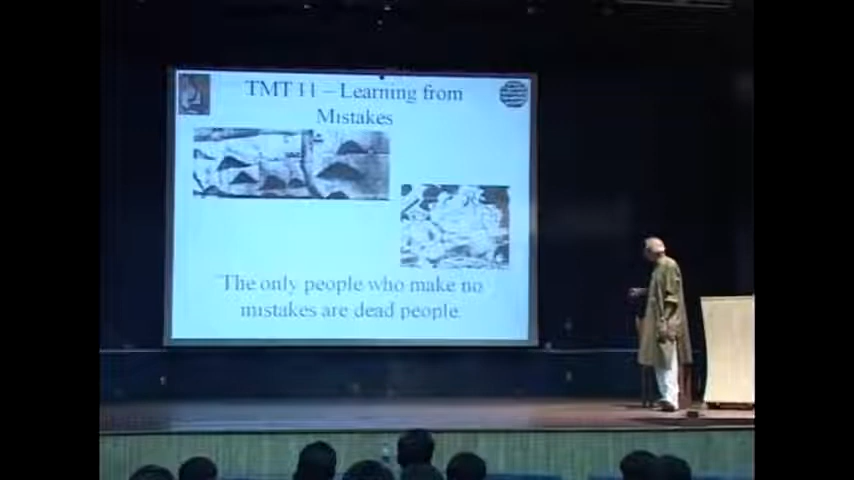 TMT 11 – Learning from
Mistakes
The only people who make no
mistakes are dead people.